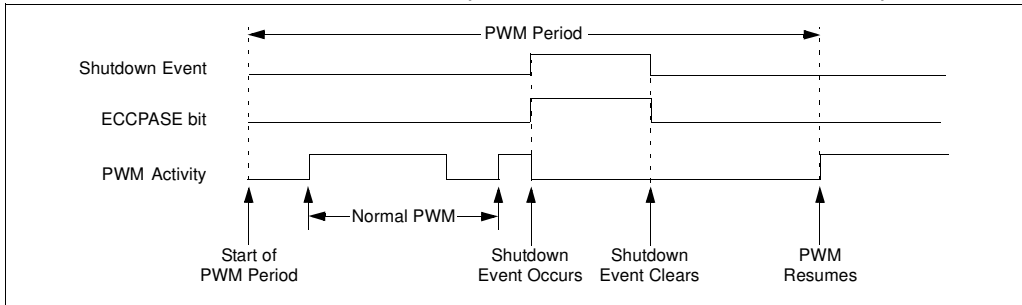 PWM Period
Shutdown Event
ECCPASE bit
PWM Activity
Normal PWM
Start of
PWM Period
Shutdown
Event Occurs
Shutdown
Event Clears
PWM
Resumes